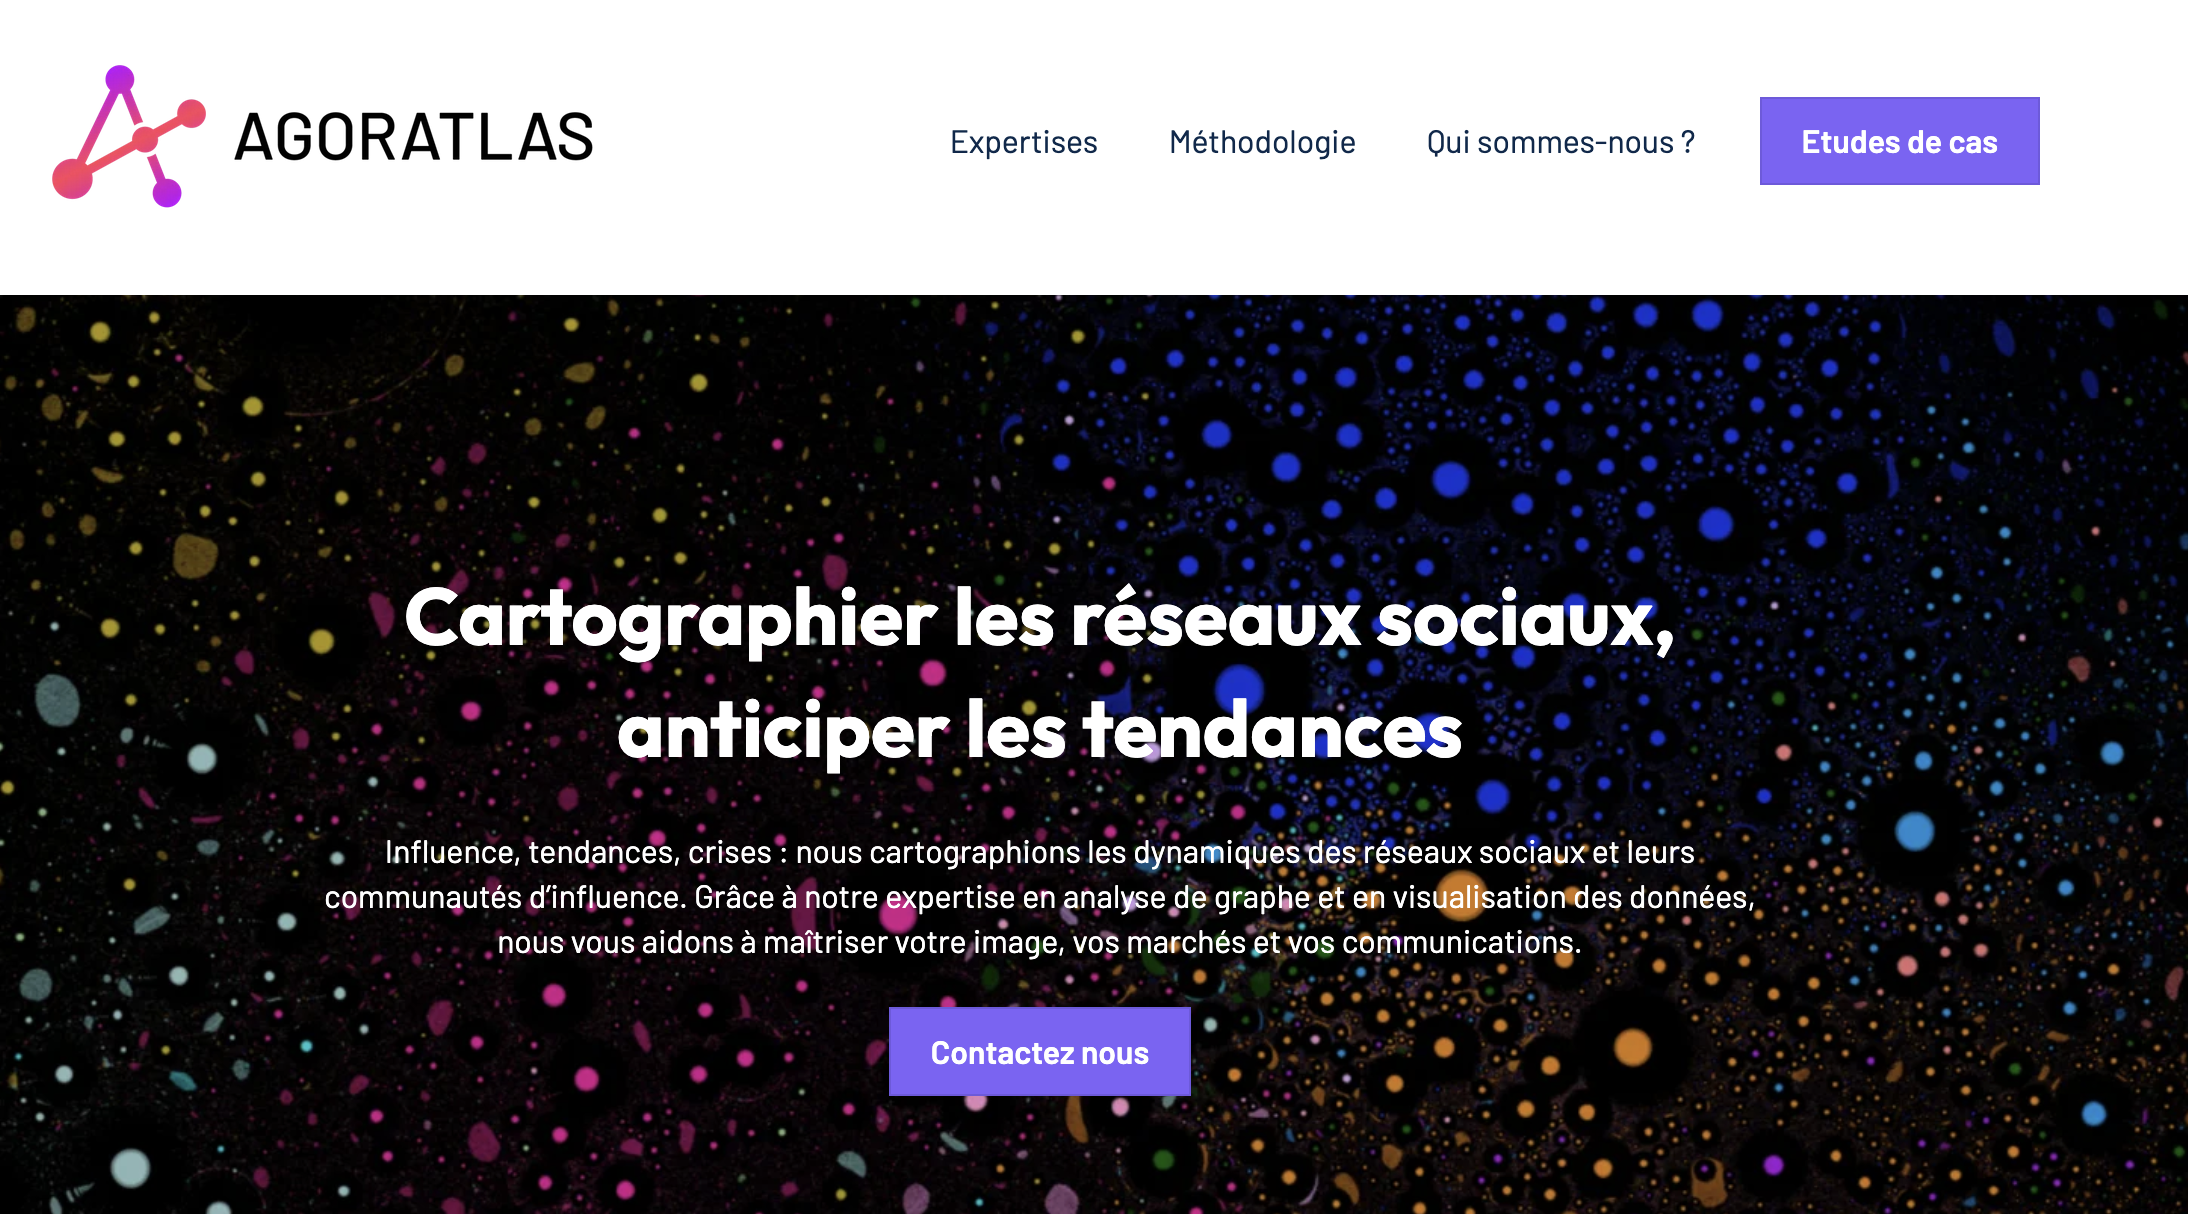 AGORATLAS
Expertises
Méthodologie
Qui sommes-nous ?
Etudes de cas
Cartographier les réseaux sociaux,
anticiper les tendances
Influence, tendances, crises : nous cartographions les dynamiques des réseaux sociaux et leurs
communautés d’influence. Grâce à notre expertise en analyse de graphe et en visualisation des données,
nous vous aidons à maîtriser votre image, vos marchés et vos communications.
Contactez nous